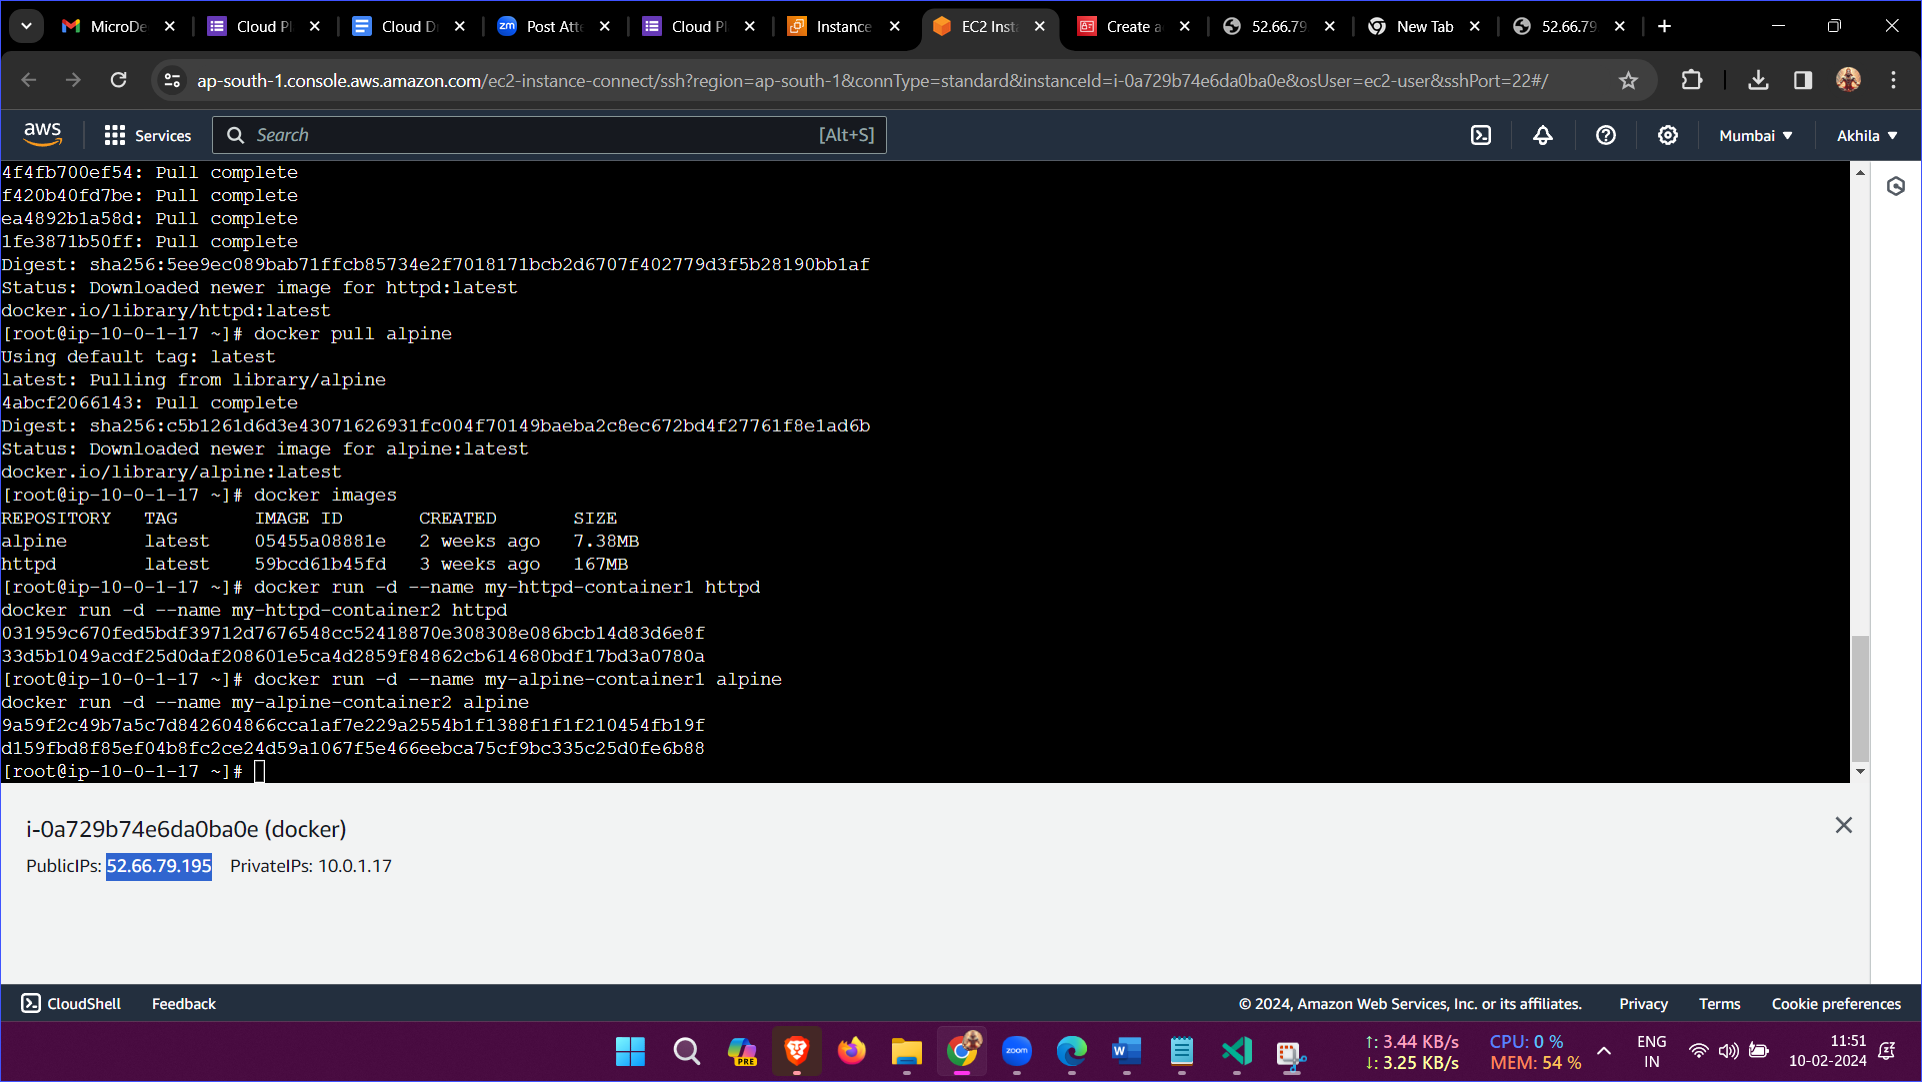 MicroDe
Cloud Pl
Cloud D
zm
Post Atte
Cloud Pl
Instance
EC2 Inst
Create a
52.66.79
New Tab
52.66.79
ap-south-1.console.aws.amazon.com/ec2-instance-connect/ssh?region=ap-south-1&connType=standard&instanceId=i-0a729b74e6da0ba0e&osUser=ec2-user&sshPort=22#/
aws
Services
Search
[Alt+S]
Mumbai
Akhila
4f4fb700ef54: Pull complete
f420b40fd7be: Pull complete
ea4892b1a58d: Pull complete
1fe3871b50ff: Pull complete
Digest: sha256:5ee9ec089bab71ffcb85734e2f7018171bcb2d6707f402779d3f5b28190bb1af
Status: Downloaded newer image for httpd:latest
docker.io/library/httpd:latest
[root@ip-10-0-1-17 ~]# docker pull alpine
Using default tag: latest
latest: Pulling from library/alpine
4abcf2066143: Pull complete
Digest: sha256:c5b1261d6d3e43071626931fc004f70149baeba2c8ec672bd4f27761f8e1ad6b
Status: Downloaded newer image for alpine:latest
docker.io/library/alpine:latest
[root@ip-10-0-1-17 ~]# docker images
REPOSITORY   TAG       IMAGE ID       CREATED       SIZE
alpine       latest    05455a08881e   2 weeks ago   7.38MB
httpd        latest    59bcd61b45fd   3 weeks ago   167MB
[root@ip-10-0-1-17 ~]# docker run -d --name my-httpd-container1 httpd
docker run -d --name my-httpd-container2 httpd
031959c670fed5bdf39712d7676548cc52418870e308308e086bcb14d83d6e8f
33d5b1049acdf25d0daf208601e5ca4d2859f84862cb614680bdf17bd3a0780a
[root@ip-10-0-1-17 ~]# docker run -d --name my-alpine-container1 alpine
docker run -d --name my-alpine-container2 alpine
9a59f2c49b7a5c7d842604866cca1af7e229a2554b1f1388f1f1f210454fb19f
d159fbd8f85ef04b8fc2ce24d59a1067f5e466eebca75cf9bc335c25d0fe6b88
[root@ip-10-0-1-17 ~]#
i-0a729b74e6da0ba0e (docker)
PublicIPs: 52.66.79.195   PrivateIPs: 10.0.1.17
CloudShell
Feedback
© 2024, Amazon Web Services, Inc. or its affiliates.
Privacy
Terms
Cookie preferences
PRE
zoom
W
↑: 3.44 KB/s
↓: 3.25 KB/s
CPU: 0 %
MEM: 54 %
ENG
IN
11:51
10-02-2024